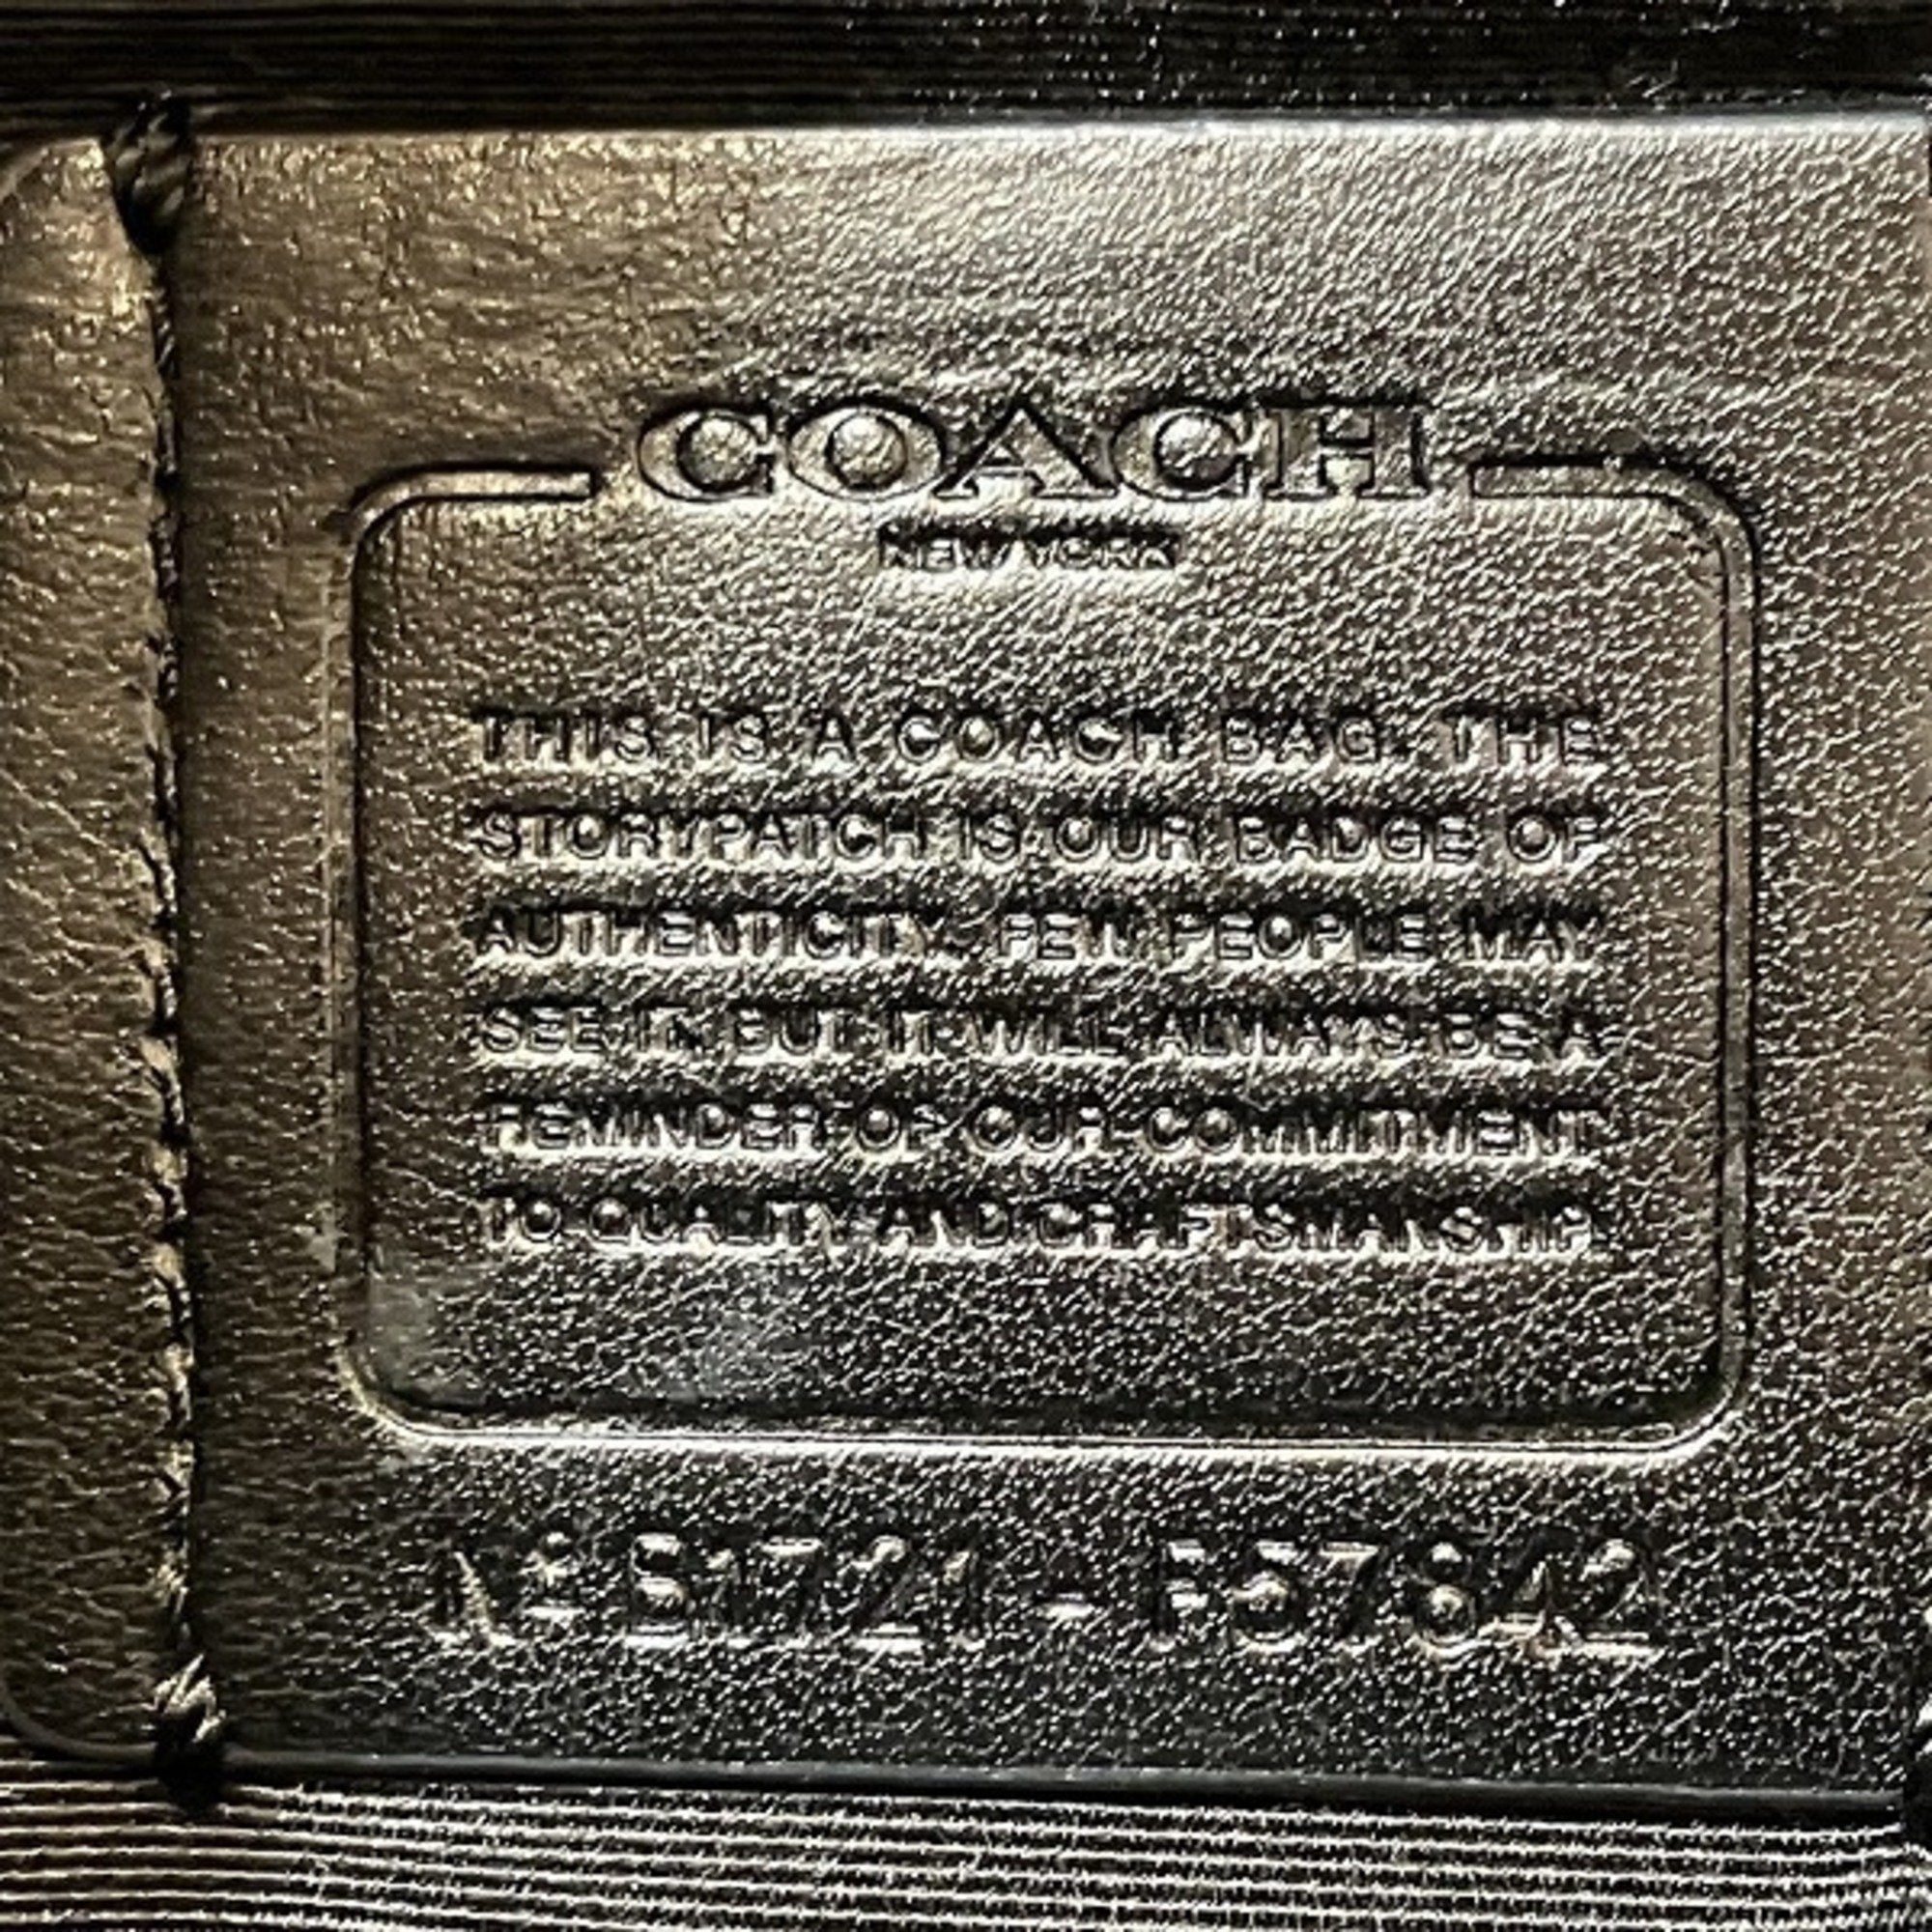 COACH
NEW YORK
THIS IS A COACH BAG. THE
STORYPATCH IS OUR BADGE OF
AUTHENTICITY. FEW PEOPLE MAY
SEE IT, BUT IT WILL ALWAYS BE A
REMINDER OF OUR COMMITMENT
TO QUALITY AND CRAFTSMANSHIP.
- F57842